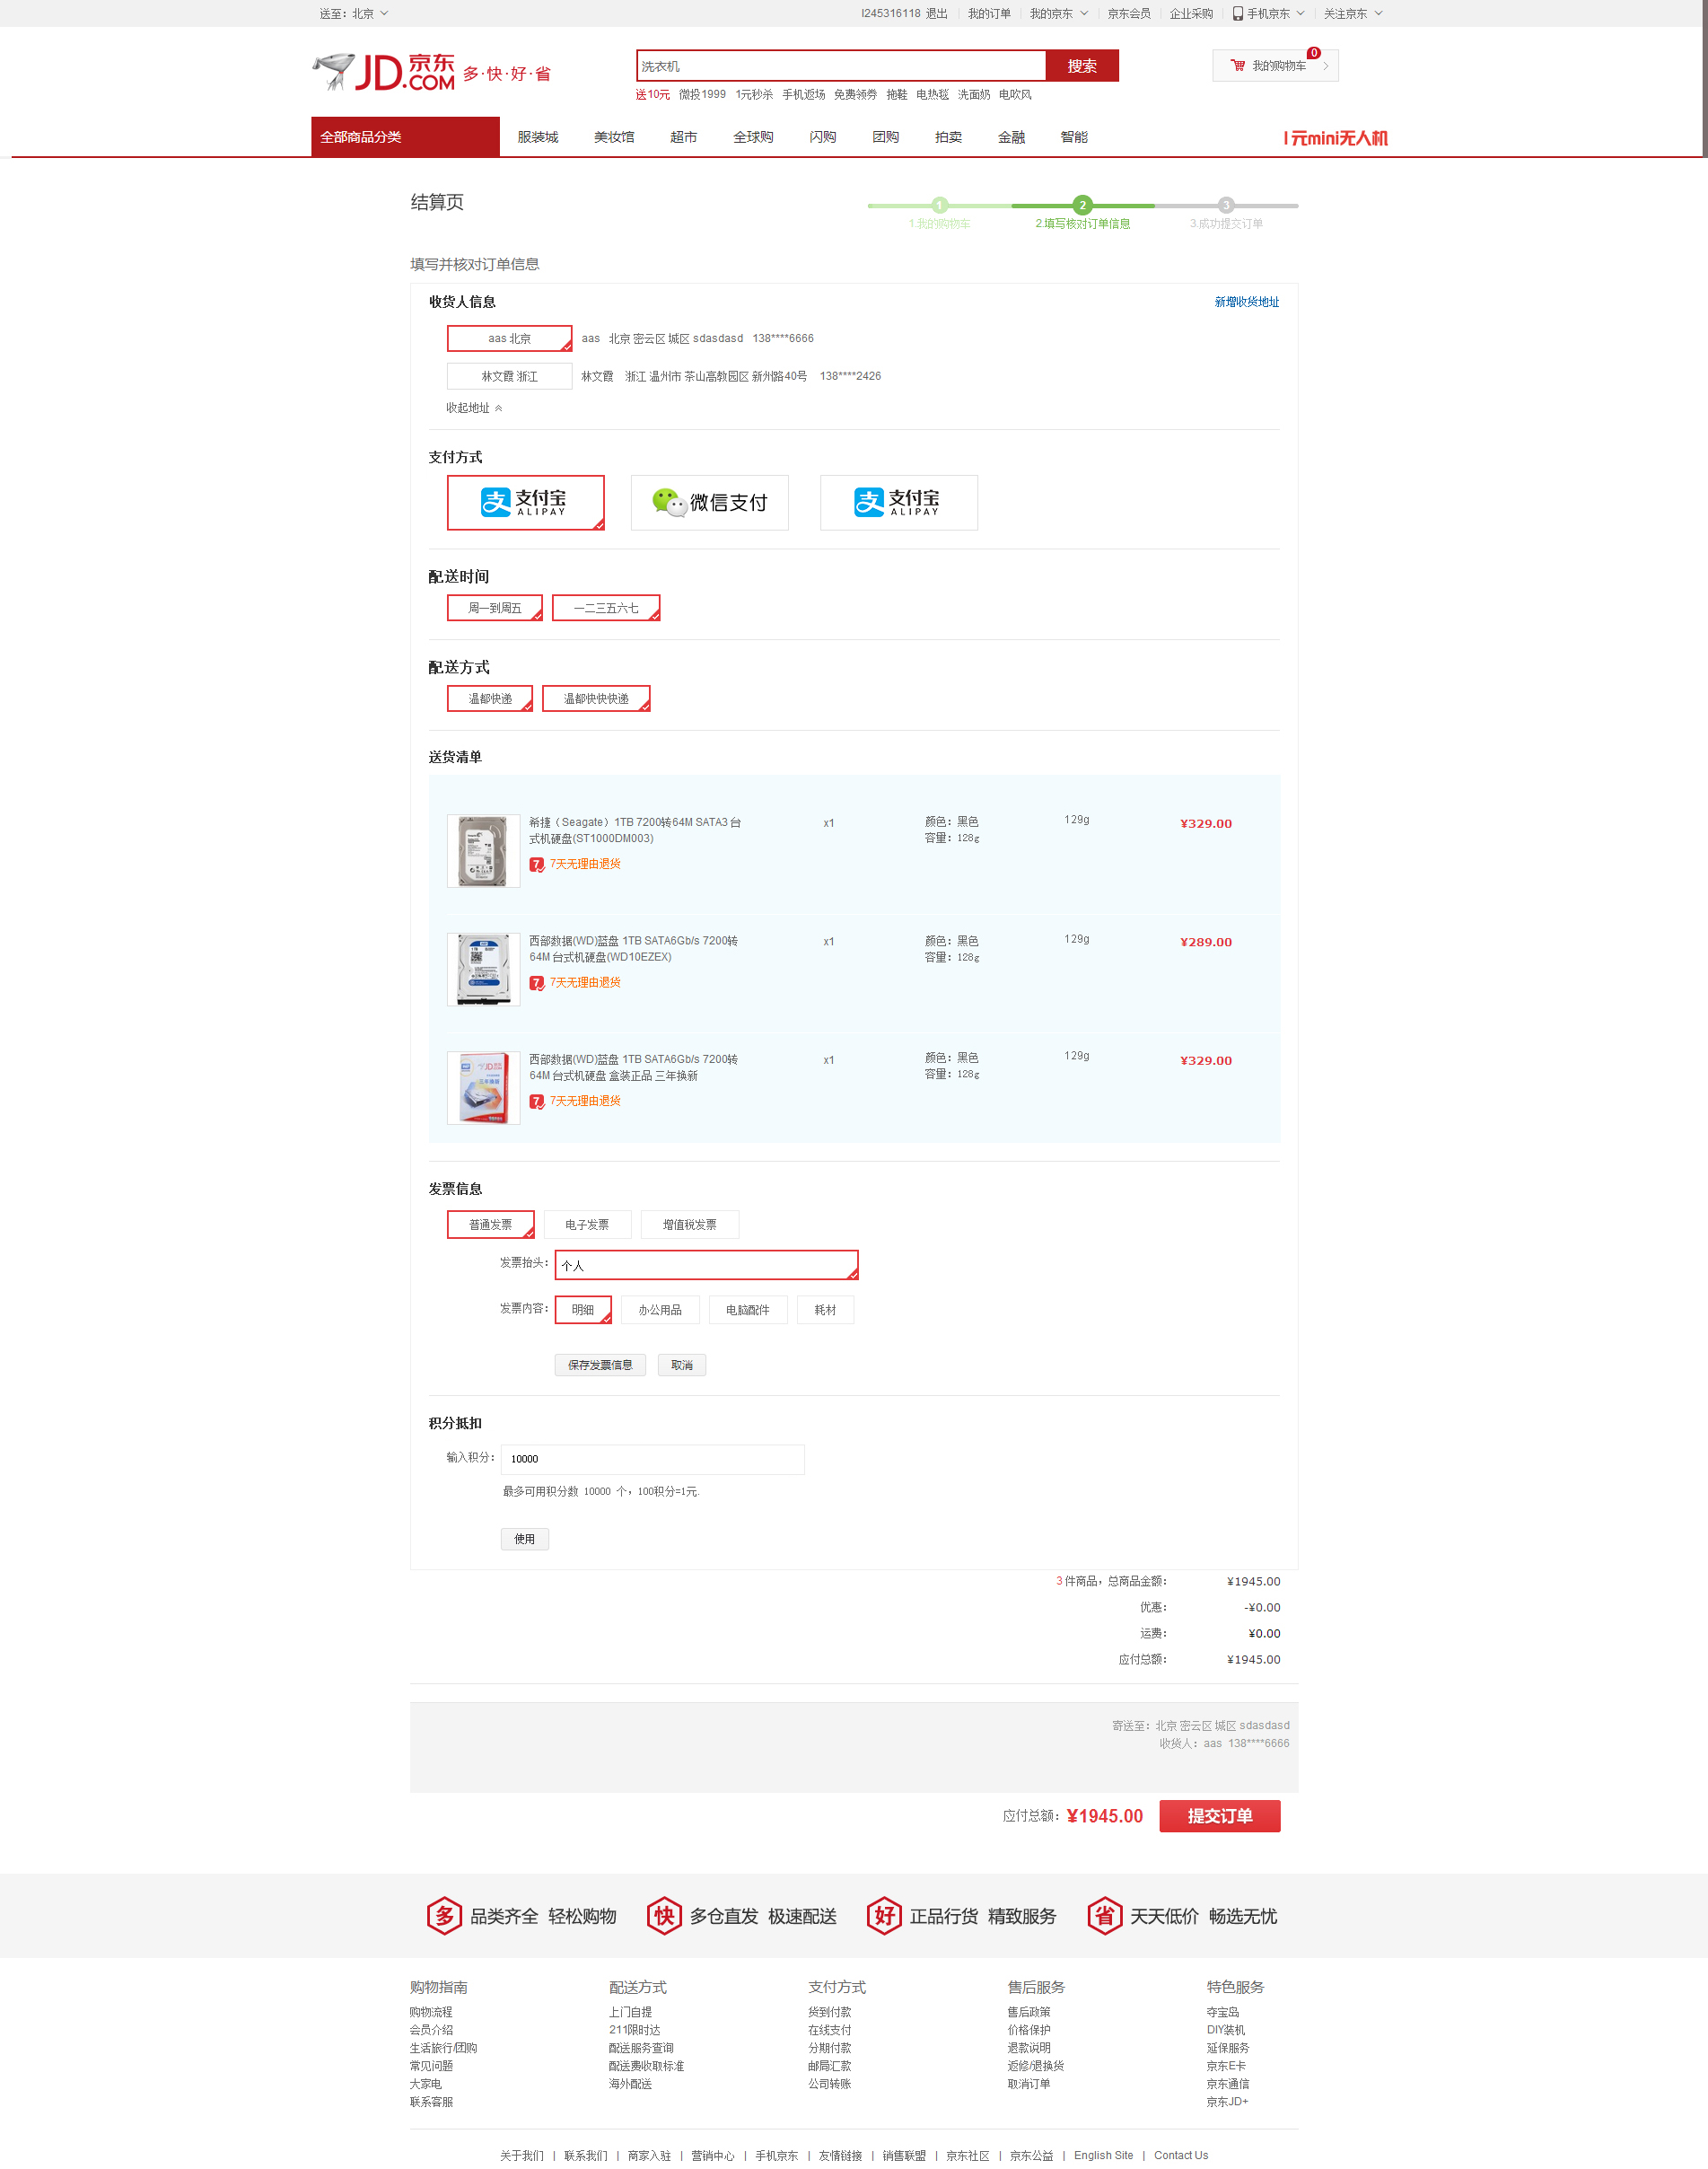 送至：北京
l245316118 退出 我的订单 我的京东 京东会员 企业采购 手机京东 关注京东
JD.COM 京东 多·快·好·省
洗衣机 搜索
我的购物车 0
送10元 微投1999 1元秒杀 手机返场 免费领券 拖鞋 电热毯 洗面奶 电吹风
全部商品分类 服装城 美妆馆 超市 全球购 闪购 团购 拍卖 金融 智能 1元mini无人机
结算页
1 2 3
1.我的购物车 2.填写核对订单信息 3.成功提交订单
填写并核对订单信息
收货人信息 新增收货地址
aas 北京 aas 北京 密云区 城区 sdasdasd 138****6666
林文霞 浙江 林文霞 浙江 温州市 茶山高教园区 新州路40号 138****2426
收起地址
支付方式
支 支付宝 ALIPAY 微信支付 支 支付宝 ALIPAY
配送时间
周一到周五 一二三五六七
配送方式
温都快递 温都快快快递
送货清单
希捷（Seagate）1TB 7200转64M SATA3 台 x1 颜色：黑色 129g ¥329.00
式机硬盘(ST1000DM003) 容量：128g
7 7天无理由退货
西部数据(WD)蓝盘 1TB SATA6Gb/s 7200转 x1 颜色：黑色 129g ¥289.00
64M 台式机硬盘(WD10EZEX) 容量：128g
7 7天无理由退货
西部数据(WD)蓝盘 1TB SATA6Gb/s 7200转 x1 颜色：黑色 129g ¥329.00
64M 台式机硬盘 盒装正品 三年换新 容量：128g
7 7天无理由退货
发票信息
普通发票 电子发票 增值税发票
发票抬头： 个人
发票内容： 明细 办公用品 电脑配件 耗材
保存发票信息 取消
积分抵扣
输入积分： 10000
最多可用积分数 10000 个，100积分=1元.
使用
3 件商品，总商品金额： ¥1945.00
优惠： -¥0.00
运费： ¥0.00
应付总额： ¥1945.00
寄送至：北京 密云区 城区 sdasdasd
收货人：aas 138****6666
应付总额：¥1945.00 提交订单
多 品类齐全 轻松购物 快 多仓直发 极速配送 好 正品行货 精致服务 省 天天低价 畅选无忧
购物指南 配送方式 支付方式 售后服务 特色服务
购物流程 上门自提 货到付款 售后政策 夺宝岛
会员介绍 211限时达 在线支付 价格保护 DIY装机
生活旅行/团购 配送服务查询 分期付款 退款说明 延保服务
常见问题 配送费收取标准 邮局汇款 返修/退换货 京东E卡
大家电 海外配送 公司转账 取消订单 京东通信
联系客服 京东JD+
关于我们 | 联系我们 | 商家入驻 | 营销中心 | 手机京东 | 友情链接 | 销售联盟 | 京东社区 | 京东公益 | English Site | Contact Us